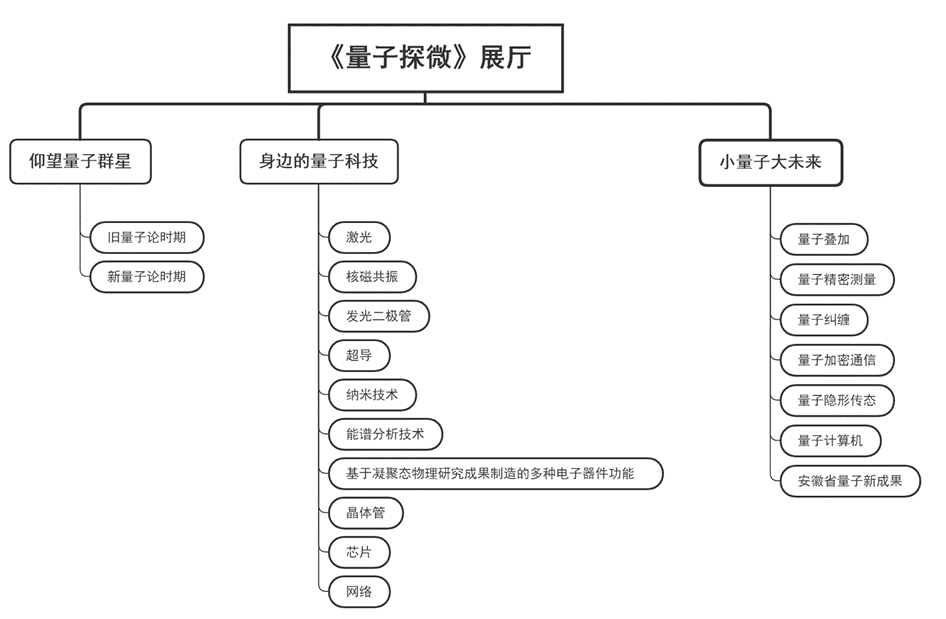 《量子探微》展厅
仰望量子群星
旧量子论时期
新量子论时期
身边的量子科技
激光
核磁共振
发光二极管
超导
纳米技术
能谱分析技术
基于凝聚态物理研究成果制造的多种电子器件功能
晶体管
芯片
网络
小量子大未来
量子叠加
量子精密测量
量子纠缠
量子加密通信
量子隐形传态
量子计算机
安徽省量子新成果